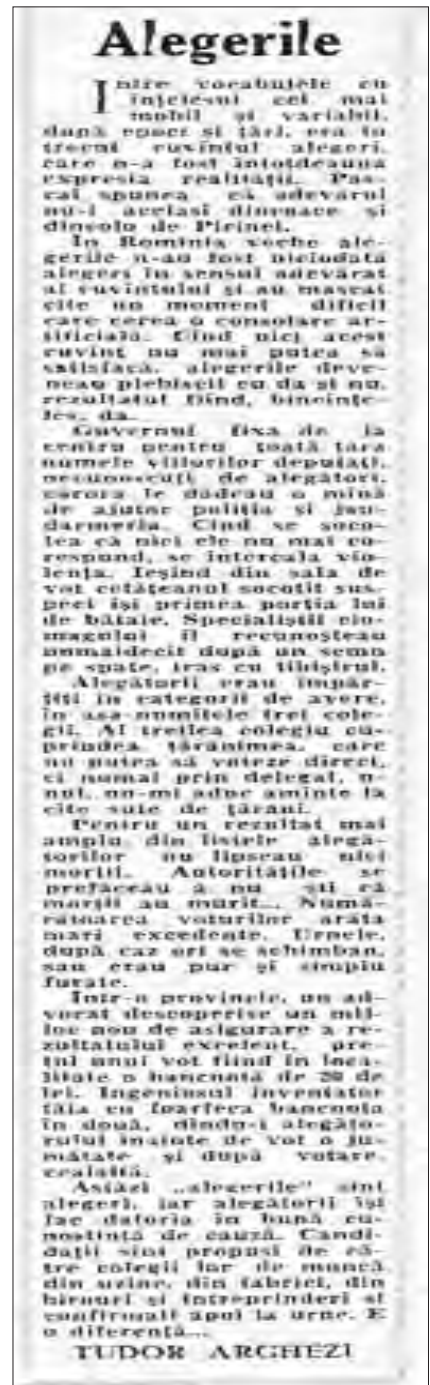 Alegerile
Intre vocabulele cu
înţelesul cel mai
mobil şi variabil,
după epoci şi ţări, era în
trecut cuvîntul alegeri,
care n-a fost întotdeauna
expresia realităţii. Pas-
cal spunea că adevărul
nu-i acelaşi dincoace şi
dincolo de Pirinei.
In Rominia veche ale-
gerile n-au fost niciodată
alegeri în sensul adevărat
al cuvîntului şi au mascat
cîte un moment dificil
care cerea o consolare ar-
tificială. Cînd nici acest
cuvînt nu mai putea să
satisfacă, alegerile deve-
neau plebiscit cu da şi nu,
rezultatul fiind, bineînţe-
les, da.
Guvernul fixa de la
centru pentru toată ţara
numele viitorilor deputaţi,
necunoscuţi de alegători,
cărora le dădeau o mînă
de ajutor poliţia şi jan-
darmeria. Cînd se soco-
tea că nici ele nu mai co-
respund, se intercala vio-
lenţa. Ieşind din sala de
vot cetăţeanul socotit sus-
pect îşi primea porţia lui
de bătaie. Specialiştii cio-
magului îl recunoşteau
numaidecît după un semn
pe spate, tras cu tibişirul.
Alegătorii erau împăr-
ţiţi în categorii de avere,
în aşa-numitele trei cole-
gii. Al treilea colegiu cu-
prindea ţărănimea, care
nu putea să voteze direct,
ci numai prin delegat, u-
nul, nu-mi aduc aminte la
cîte sute de ţărani.
Pentru un rezultat mai
amplu, din listele alegă-
torilor nu lipseau nici
morţii. Autorităţile se
prefăceau a nu şti că
morţii au murit... Numă-
rătoarea voturilor arăta
mari excedente. Urnele,
după caz ori se schimbau,
sau erau pur şi simplu
furate.
Intr-o provincie, un ad-
vocat descoperise un mij-
loc nou de asigurare a re-
zultatului excelent, pre-
ţul unui vot fiind în loca-
litate o bancnotă de 20 de
lei. Ingeniosul inventator
tăia cu foarfeca bancnota
în două, dîndu-i alegăto-
rului înainte de vot o ju-
mătate şi după votare,
cealaltă.
Astăzi „alegerile" sînt
alegeri, iar alegătorii îşi
fac datoria în bună cu-
noştinţă de cauză. Candi-
daţii sînt propuşi de că-
tre colegii lor de muncă
din uzine, din fabrici, din
birouri şi întreprinderi şi
confirmaţi apoi la urne. E
o diferenţă...
TUDOR ARGHEZI